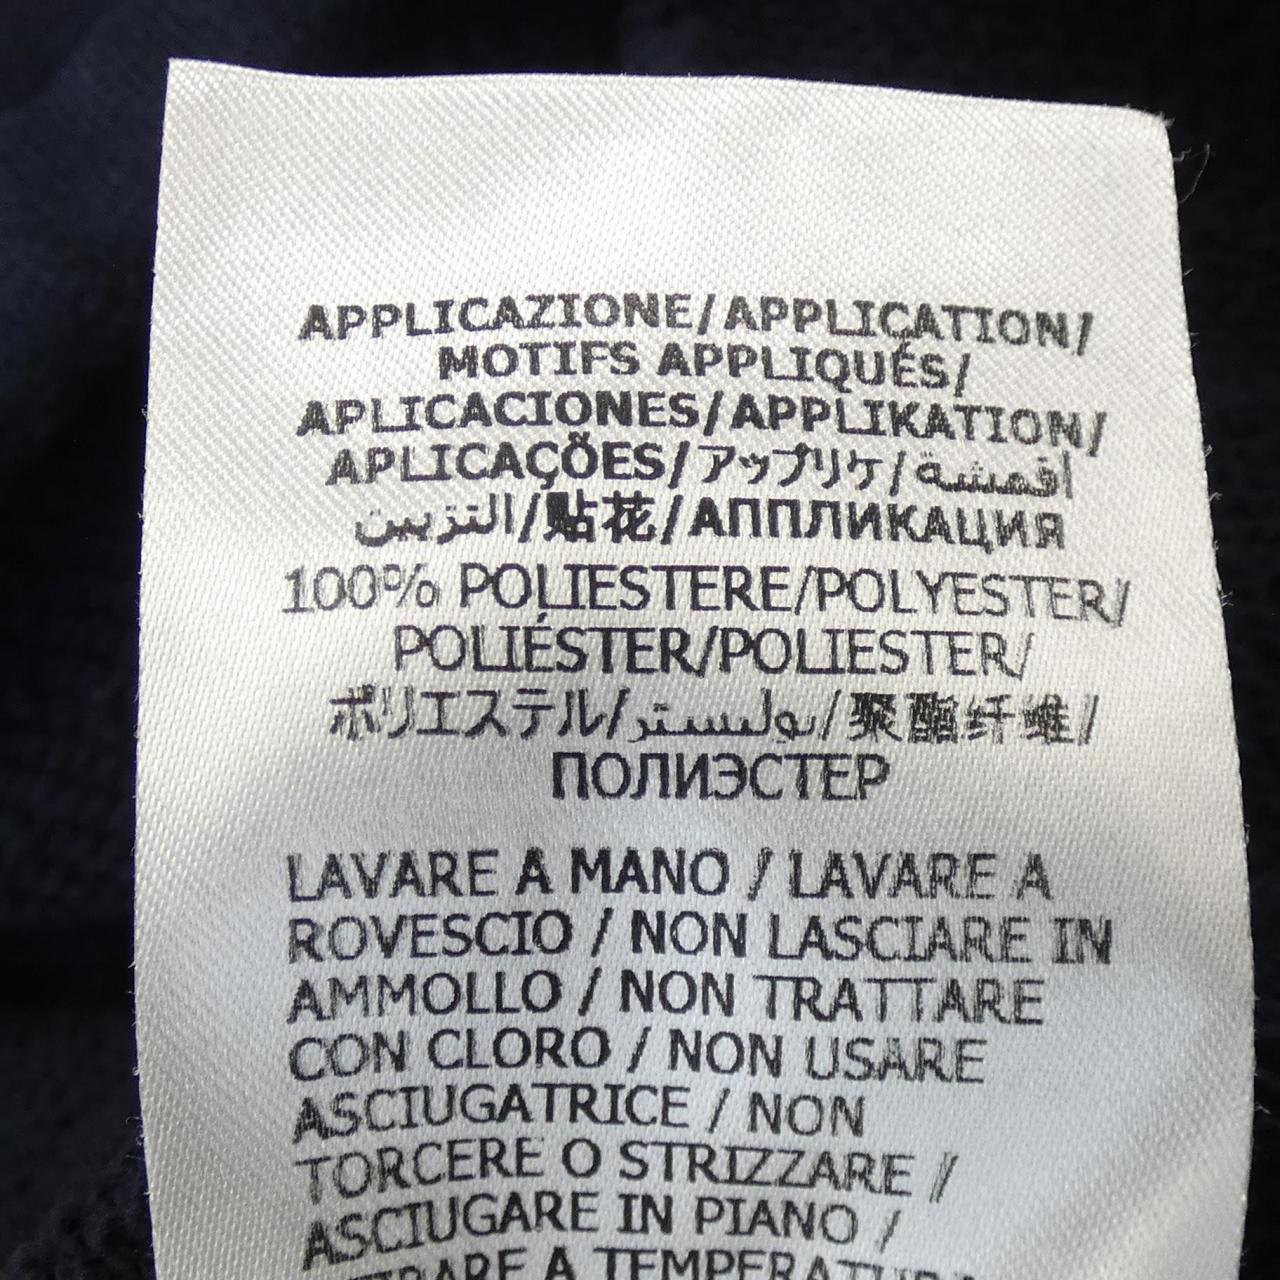 APPLICAZIONE/APPLICATION/
MOTIFS APPLIQUÉS/
APLICACIONES/APPLIKATION/
APLICAÇÕES/アップリケ/أقمشة
التزيين/贴花/АППЛИКАЦИЯ
100% POLIESTERE/POLYESTER/
POLIÉSTER/POLIESTER/
ポリエステル/بوليستر/聚酯纤维/
ПОЛИЭСТЕР
LAVARE A MANO / LAVARE A
ROVESCIO / NON LASCIARE IN
AMMOLLO / NON TRATTARE
CON CLORO / NON USARE
ASCIUGATRICE / NON
TORCERE O STRIZZARE /
ASCIUGARE IN PIANO /
A